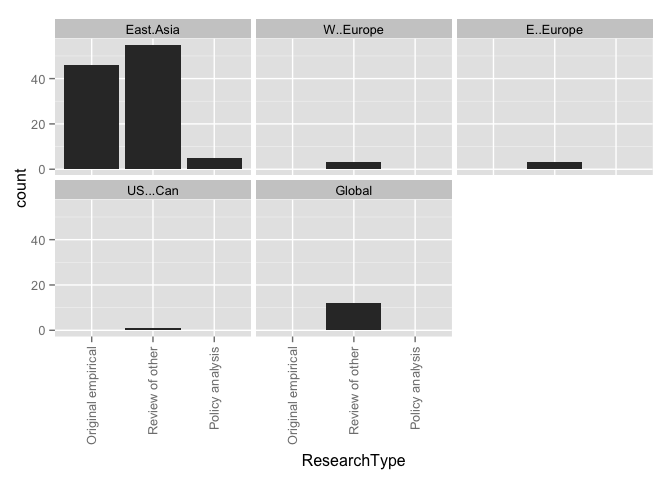 East.Asia
W..Europe
E..Europe
40
20
0
US...Can
Global
40
20
0
count
Original empirical
Review of other
Policy analysis
Original empirical
Review of other
Policy analysis
ResearchType